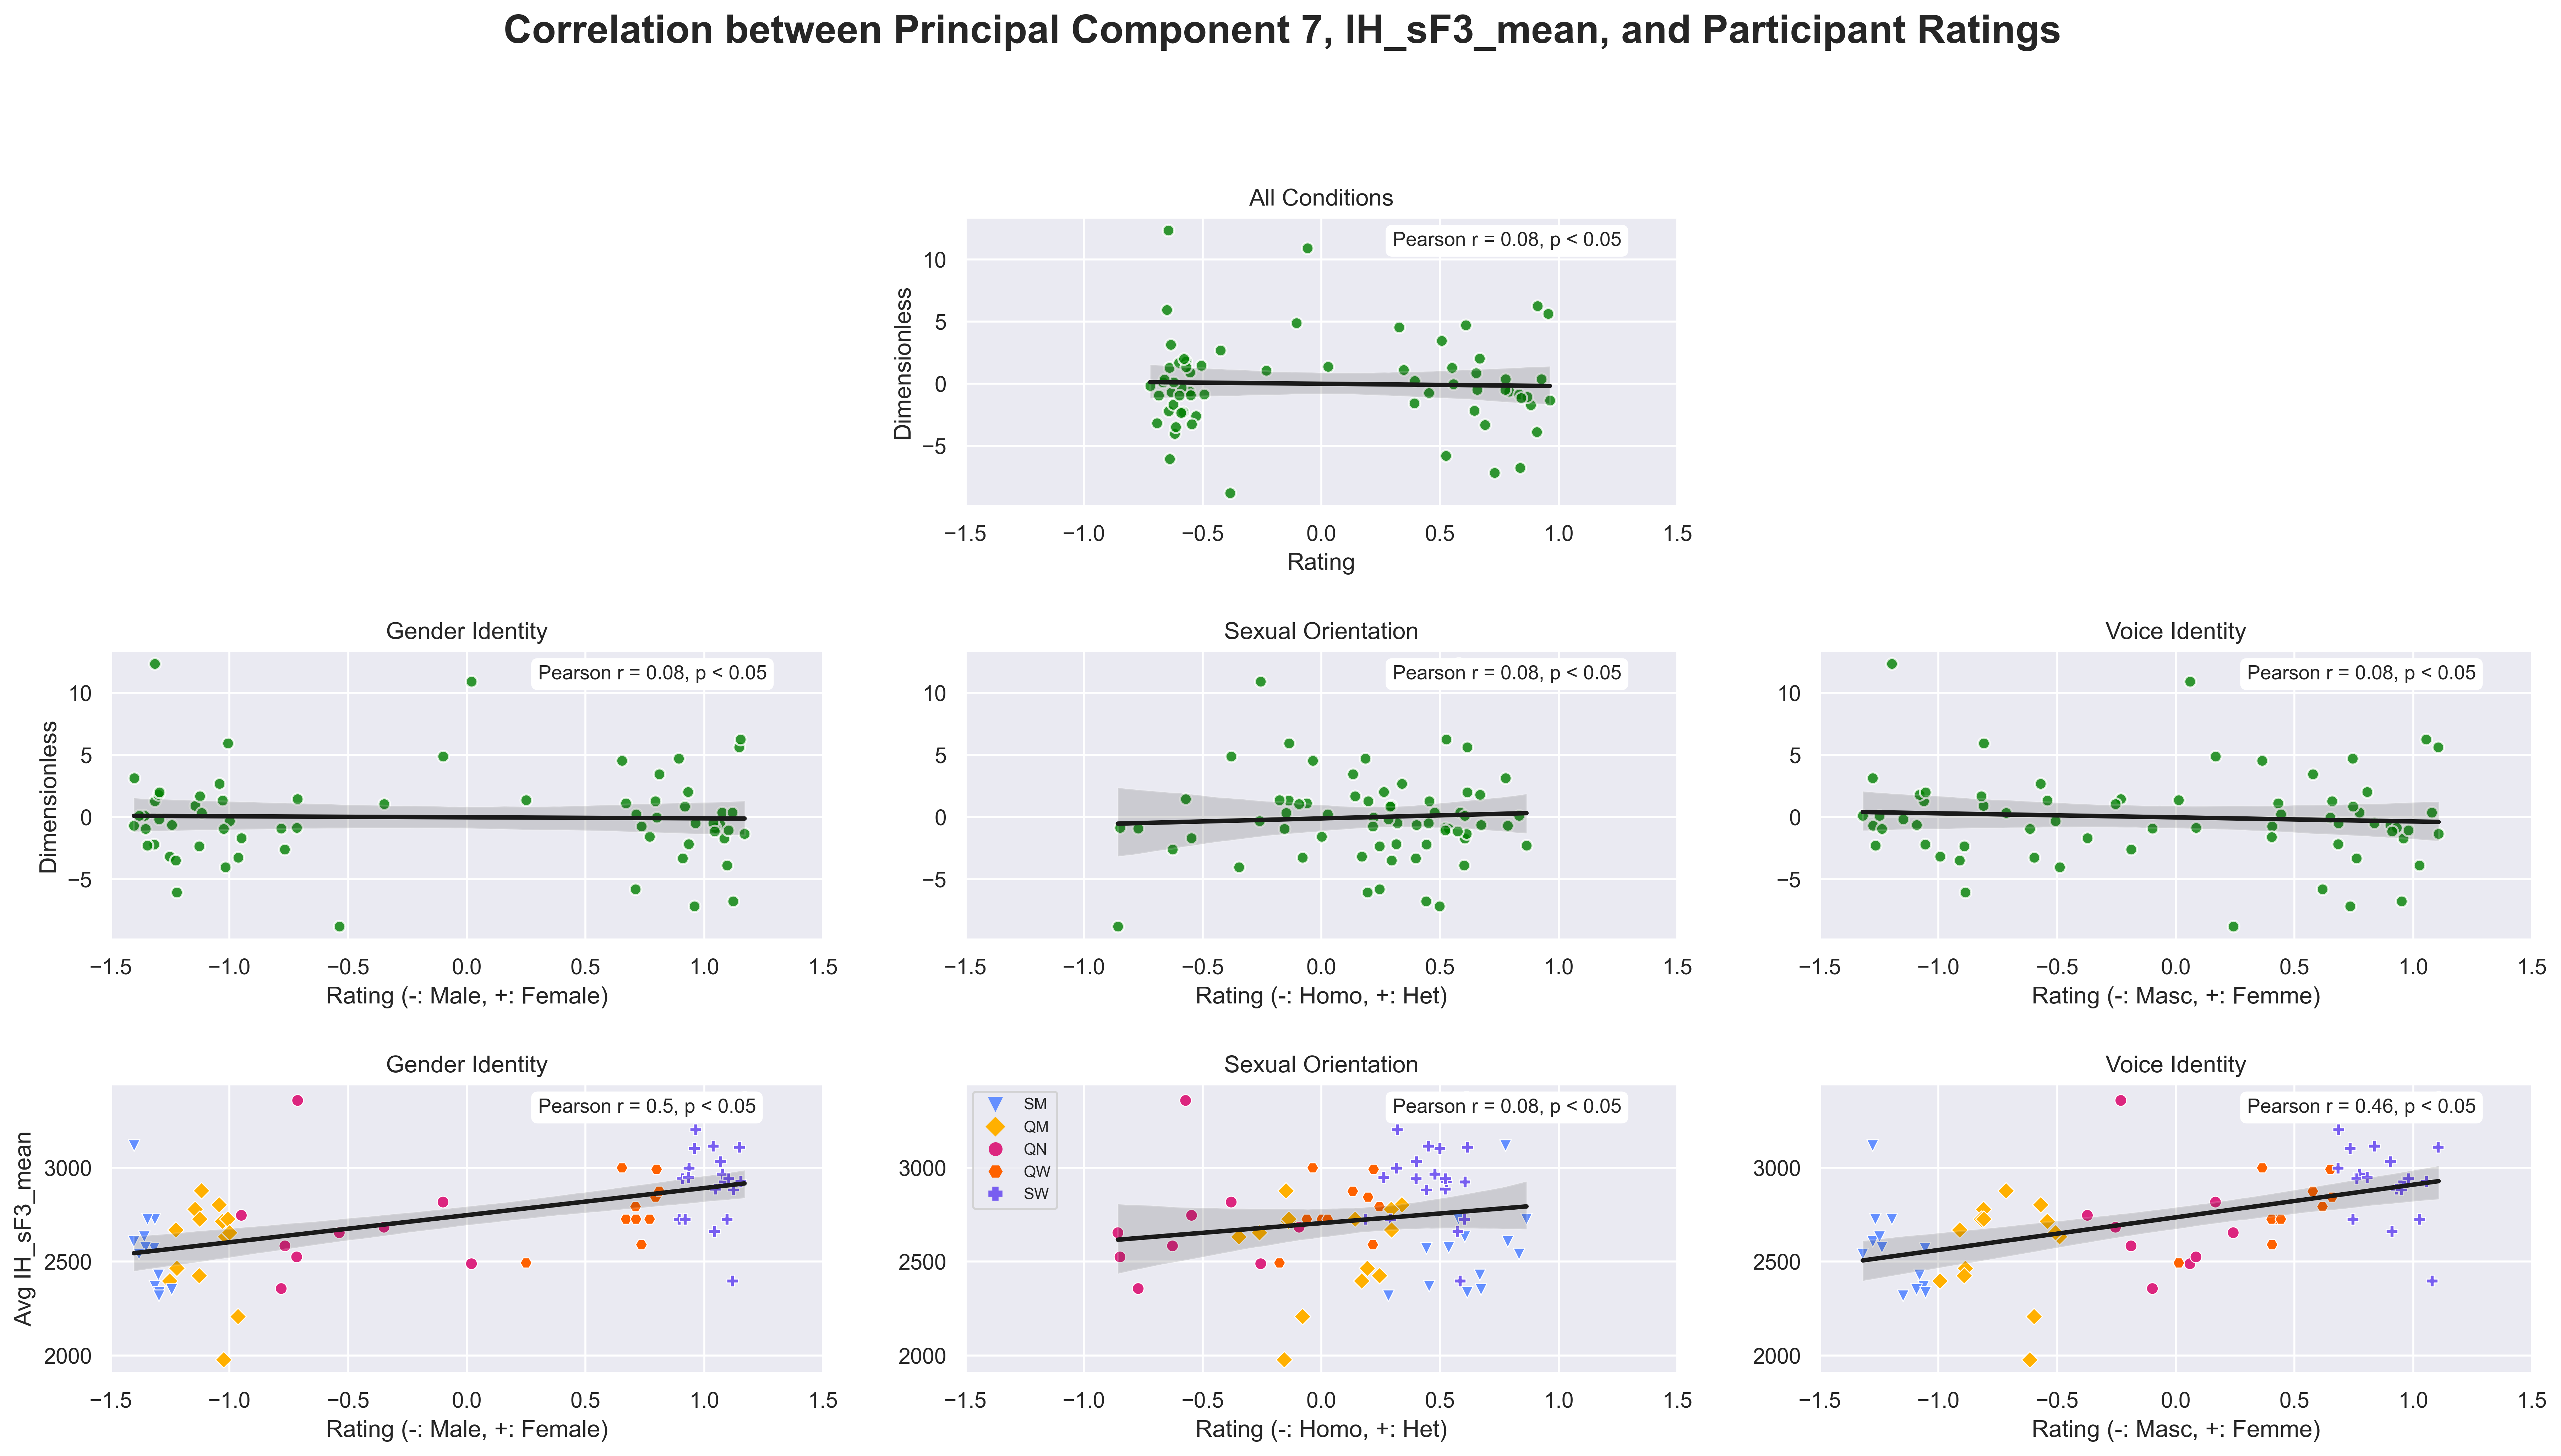 Correlation between Principal Component 7, IH_sF3_mean, and Participant Ratings
All Conditions
Pearson r = 0.08, p < 0.05
Dimensionless
10
5
0
−5
−1.5 −1.0 −0.5 0.0 0.5 1.0 1.5
Rating
Gender Identity
Pearson r = 0.08, p < 0.05
Dimensionless
10
5
0
−5
−1.5 −1.0 −0.5 0.0 0.5 1.0 1.5
Rating (-: Male, +: Female)
Sexual Orientation
Pearson r = 0.08, p < 0.05
10
5
0
−5
−1.5 −1.0 −0.5 0.0 0.5 1.0 1.5
Rating (-: Homo, +: Het)
Voice Identity
Pearson r = 0.08, p < 0.05
10
5
0
−5
−1.5 −1.0 −0.5 0.0 0.5 1.0 1.5
Rating (-: Masc, +: Femme)
Gender Identity
Pearson r = 0.5, p < 0.05
Avg IH_sF3_mean
3000
2500
2000
−1.5 −1.0 −0.5 0.0 0.5 1.0 1.5
Rating (-: Male, +: Female)
Sexual Orientation
Pearson r = 0.08, p < 0.05
SM
QM
QN
QW
SW
3000
2500
2000
−1.5 −1.0 −0.5 0.0 0.5 1.0 1.5
Rating (-: Homo, +: Het)
Voice Identity
Pearson r = 0.46, p < 0.05
3000
2500
2000
−1.5 −1.0 −0.5 0.0 0.5 1.0 1.5
Rating (-: Masc, +: Femme)